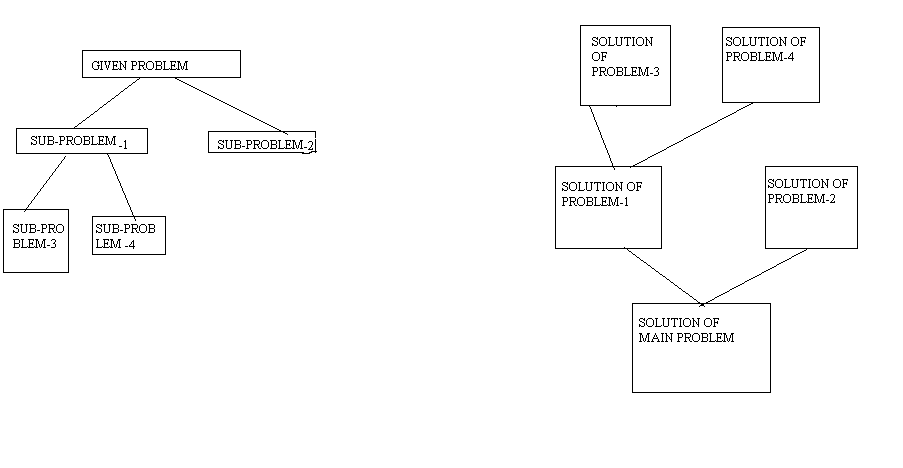 GIVEN PROBLEM
SUB-PROBLEM -1
SUB-PROBLEM-2
SUB-PRO
BLEM-3
SUB-PROB
LEM -4
SOLUTION
OF
PROBLEM-3
SOLUTION OF
PROBLEM-4
SOLUTION OF
PROBLEM-1
SOLUTION OF
PROBLEM-2
SOLUTION OF
MAIN PROBLEM